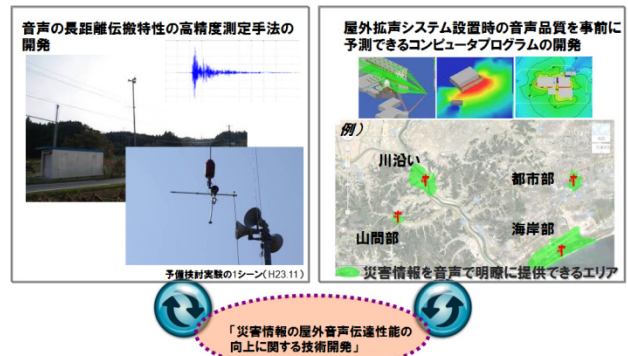 音声の長距離伝搬特性の高精度測定手法の
開発
予備検討実験の1シーン(H23.11)
屋外拡声システム設置時の音声品質を事前に
予測できるコンピュータプログラムの開発
例)
川沿い
都市部
山間部
海岸部
災害情報を音声で明瞭に提供できるエリア
「災害情報の屋外音声伝達性能の
向上に関する技術開発」